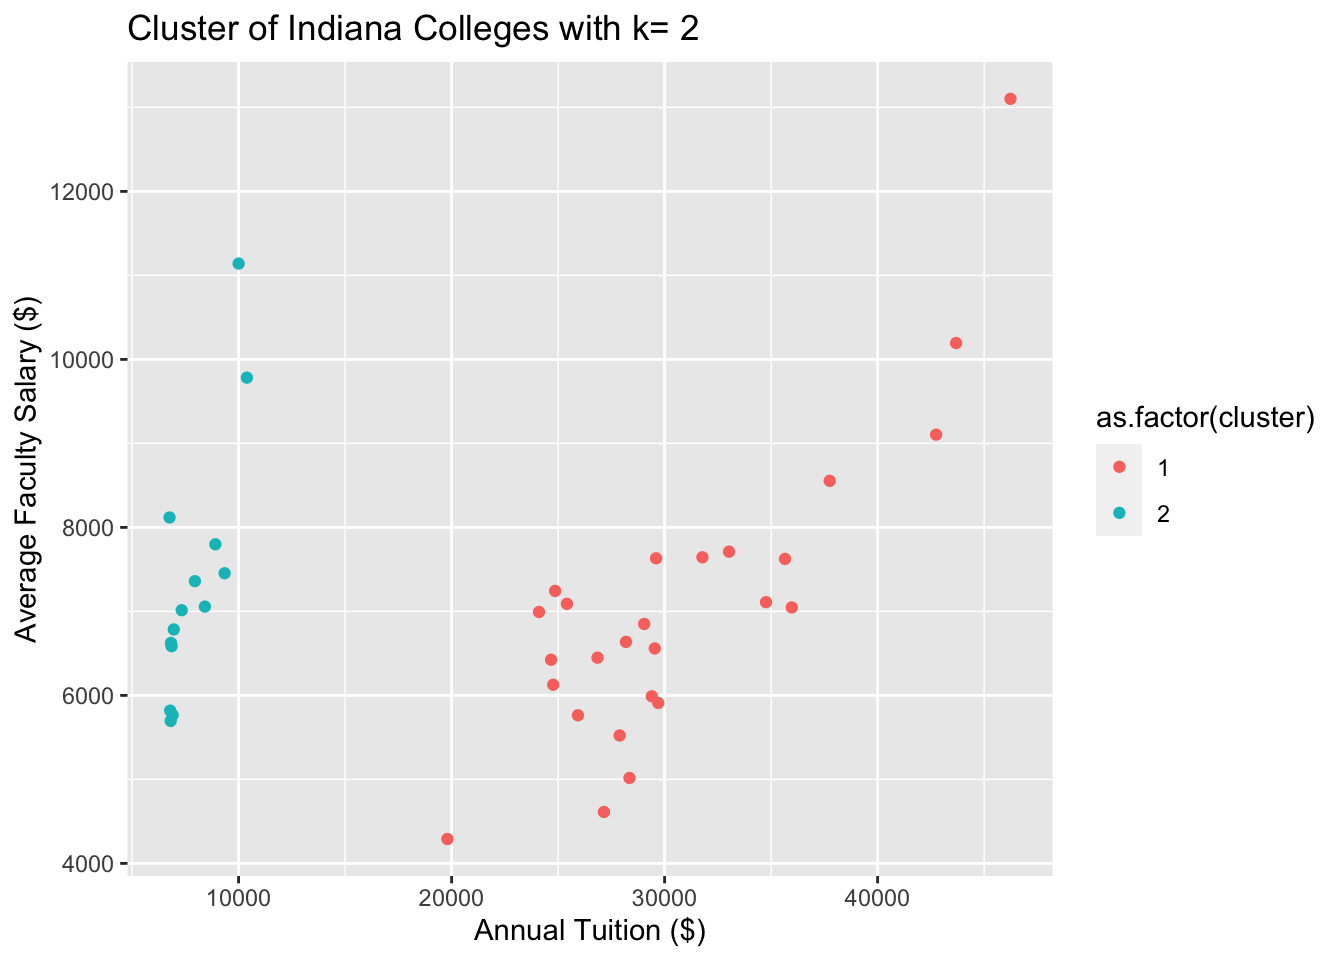 Cluster of Indiana Colleges with k= 2
12000
10000
8000
6000
4000
Average Faculty Salary ($)
10000 20000 30000 40000
Annual Tuition ($)
as.factor(cluster)
1
2